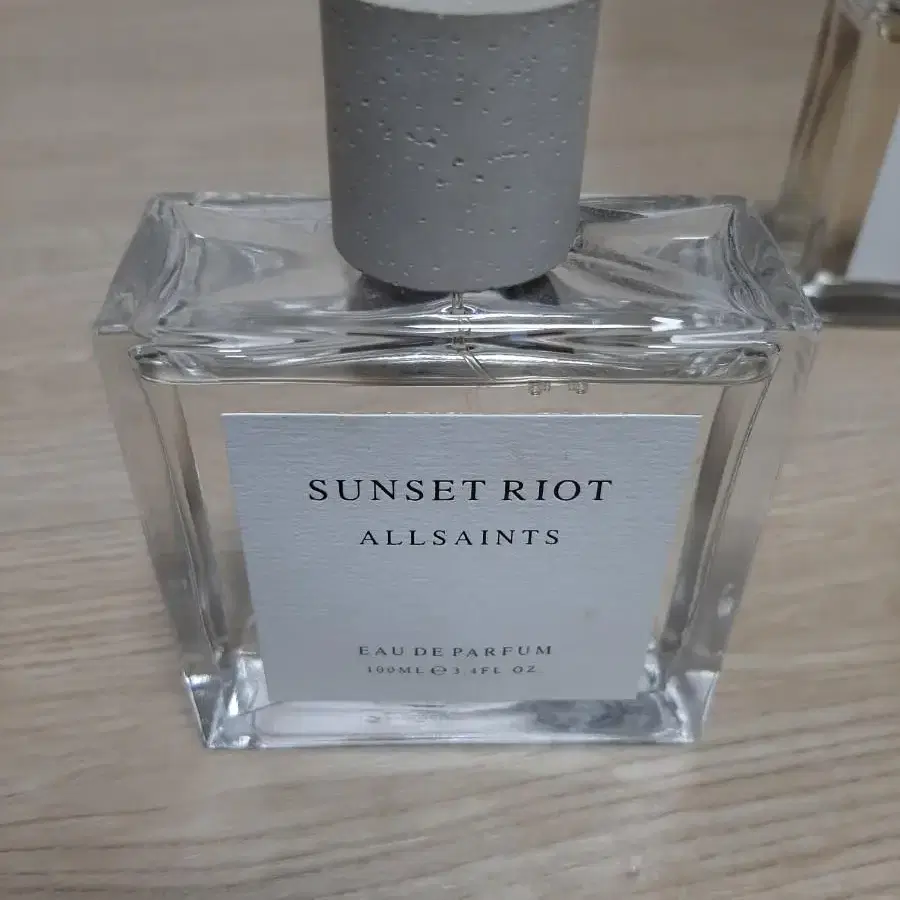 SUNSET RIOT
ALLSAINTS
EAU DE PARFUM
100ML ℮ 3.4FL OZ.